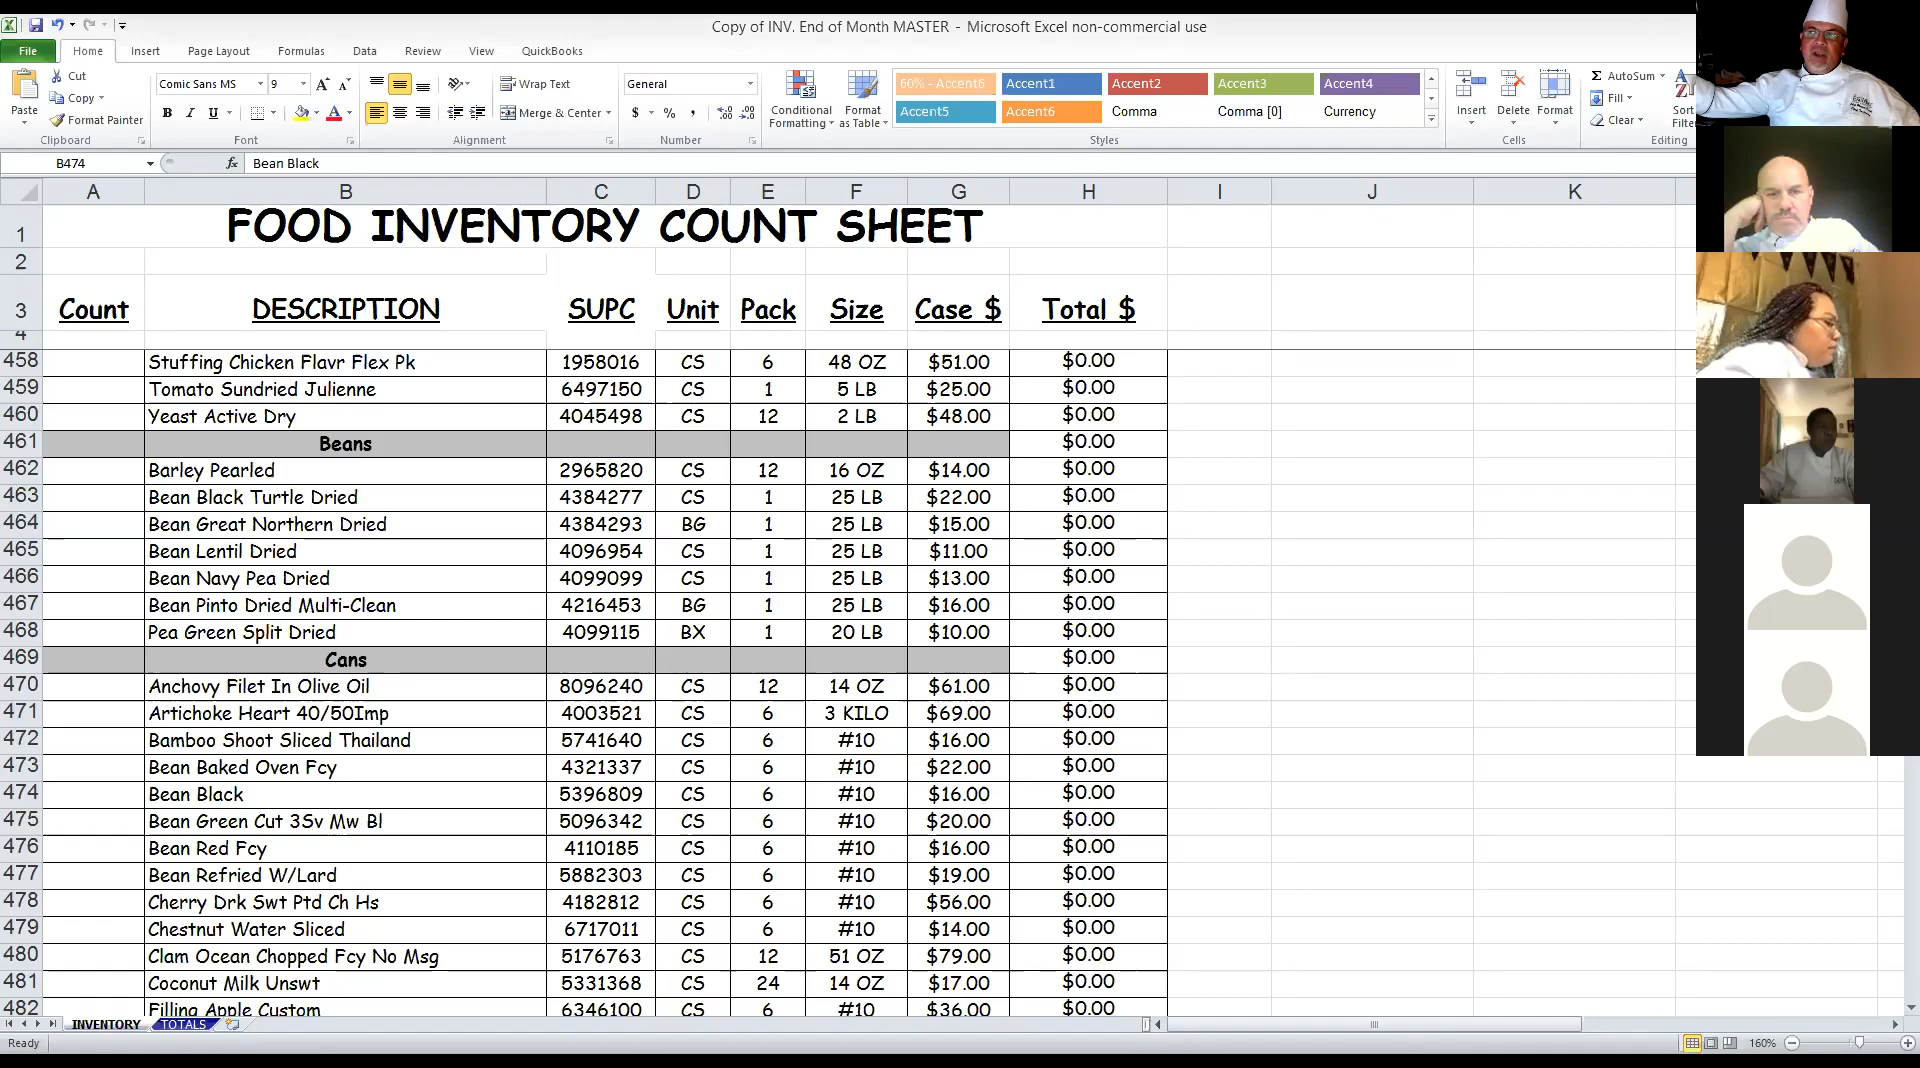 Copy of INV. End of Month MASTER - Microsoft Excel non-commercial use
File Home Insert Page Layout Formulas Data Review View QuickBooks
Paste Cut Copy Format Painter Clipboard
Comic Sans MS 9 B I U Font
Wrap Text Merge & Center Alignment
General $ % , Number
Conditional Formatting Format as Table
60% - Accent6 Accent1 Accent2 Accent3 Accent4
Accent5 Accent6 Comma Comma [0] Currency
Styles
Insert Delete Format Cells
Σ AutoSum Fill Clear Sort Filter Editing
B474 fx Bean Black
A B C D E F G H I J K
1 FOOD INVENTORY COUNT SHEET
2
3 Count DESCRIPTION SUPC Unit Pack Size Case $ Total $
4
458 Stuffing Chicken Flavr Flex Pk 1958016 CS 6 48 OZ $51.00 $0.00
459 Tomato Sundried Julienne 6497150 CS 1 5 LB $25.00 $0.00
460 Yeast Active Dry 4045498 CS 12 2 LB $48.00 $0.00
461 Beans $0.00
462 Barley Pearled 2965820 CS 12 16 OZ $14.00 $0.00
463 Bean Black Turtle Dried 4384277 CS 1 25 LB $22.00 $0.00
464 Bean Great Northern Dried 4384293 BG 1 25 LB $15.00 $0.00
465 Bean Lentil Dried 4096954 CS 1 25 LB $11.00 $0.00
466 Bean Navy Pea Dried 4099099 CS 1 25 LB $13.00 $0.00
467 Bean Pinto Dried Multi-Clean 4216453 BG 1 25 LB $16.00 $0.00
468 Pea Green Split Dried 4099115 BX 1 20 LB $10.00 $0.00
469 Cans $0.00
470 Anchovy Filet In Olive Oil 8096240 CS 12 14 OZ $61.00 $0.00
471 Artichoke Heart 40/50Imp 4003521 CS 6 3 KILO $69.00 $0.00
472 Bamboo Shoot Sliced Thailand 5741640 CS 6 #10 $16.00 $0.00
473 Bean Baked Oven Fcy 4321337 CS 6 #10 $22.00 $0.00
474 Bean Black 5396809 CS 6 #10 $16.00 $0.00
475 Bean Green Cut 3Sv Mw Bl 5096342 CS 6 #10 $20.00 $0.00
476 Bean Red Fcy 4110185 CS 6 #10 $16.00 $0.00
477 Bean Refried W/Lard 5882303 CS 6 #10 $19.00 $0.00
478 Cherry Drk Swt Ptd Ch Hs 4182812 CS 6 #10 $56.00 $0.00
479 Chestnut Water Sliced 6717011 CS 6 #10 $14.00 $0.00
480 Clam Ocean Chopped Fcy No Msg 5176763 CS 12 51 OZ $79.00 $0.00
481 Coconut Milk Unswt 5331368 CS 24 14 OZ $17.00 $0.00
482 Filling Apple Custom 6346100 CS 6 #10 $36.00 $0.00
INVENTORY TOTALS
Ready 160%